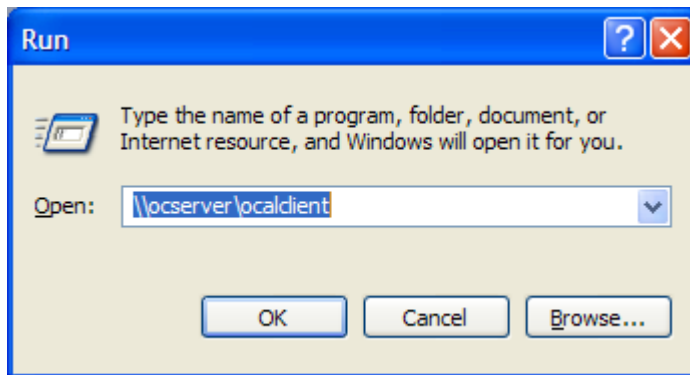 Run
Type the name of a program, folder, document, or
Internet resource, and Windows will open it for you.
Open: \\ocserver\ocalclient
OK Cancel Browse...